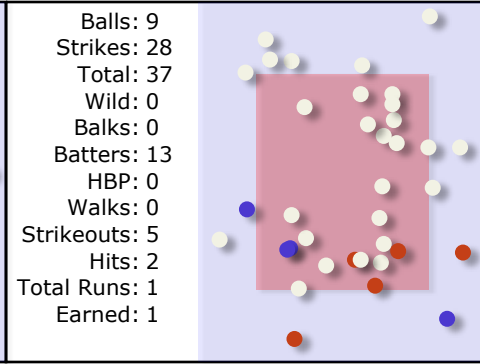 Balls: 9
Strikes: 28
Total: 37
Wild: 0
Balks: 0
Batters: 13
HBP: 0
Walks: 0
Strikeouts: 5
Hits: 2
Total Runs: 1
Earned: 1